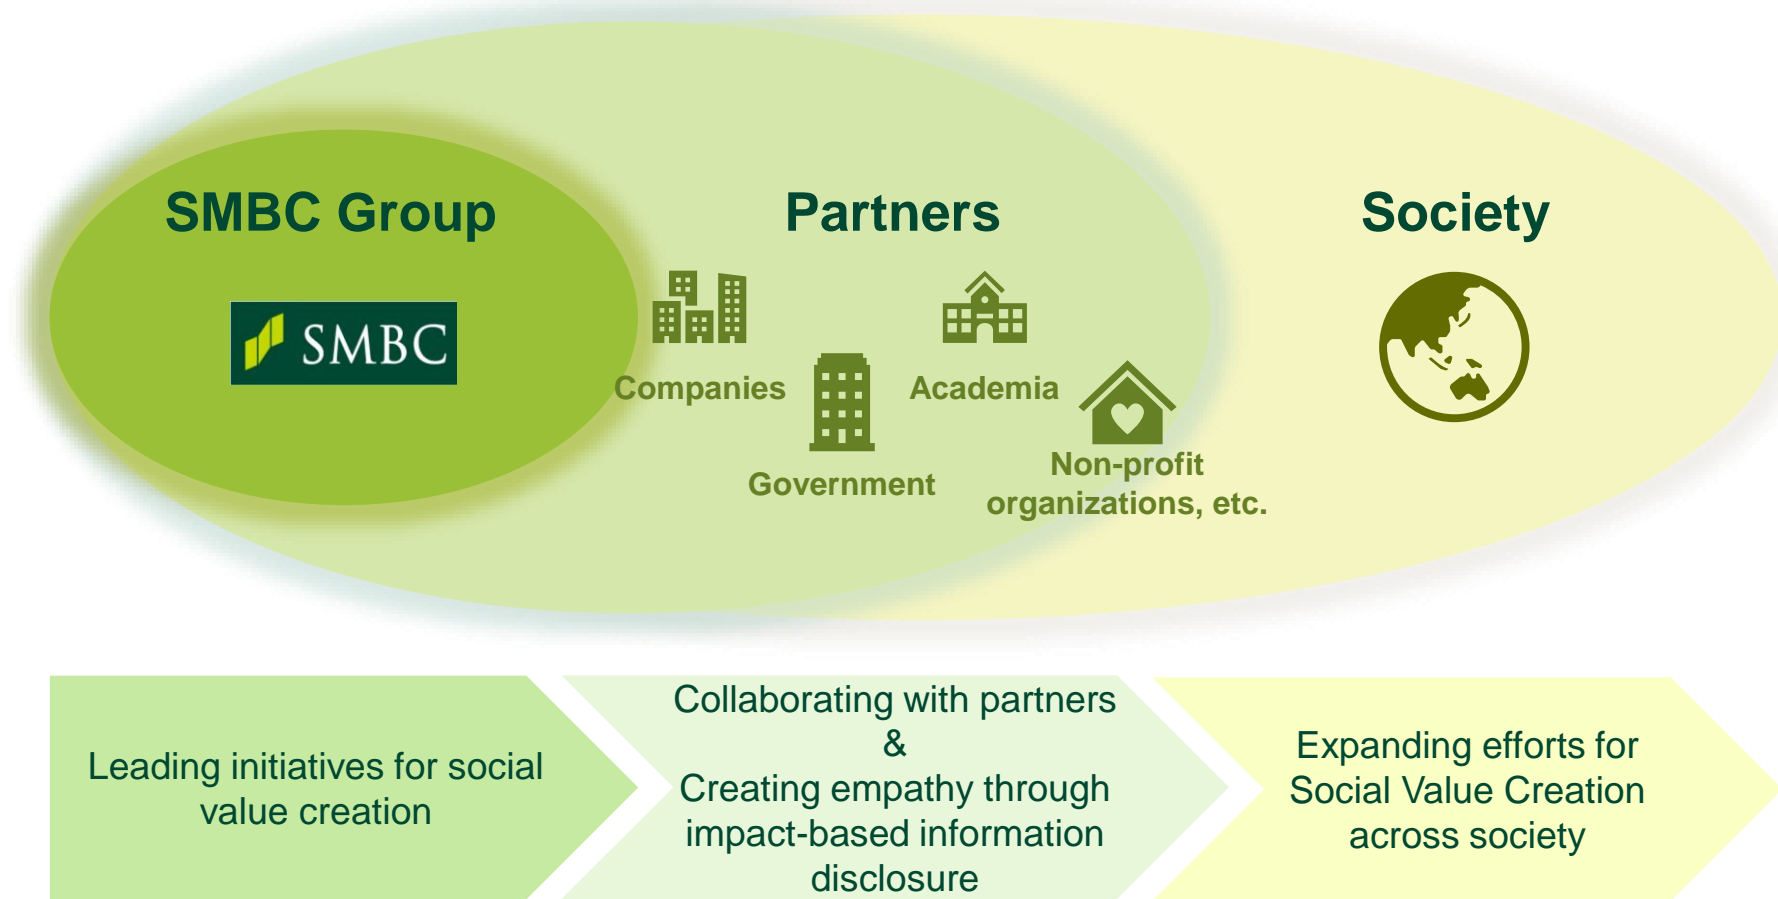 SMBC Group
Partners
Society
SMBC
Companies
Academia
Government
Non-profit
organizations, etc.
Leading initiatives for social
value creation
Collaborating with partners
&
Creating empathy through
impact-based information
disclosure
Expanding efforts for
Social Value Creation
across society